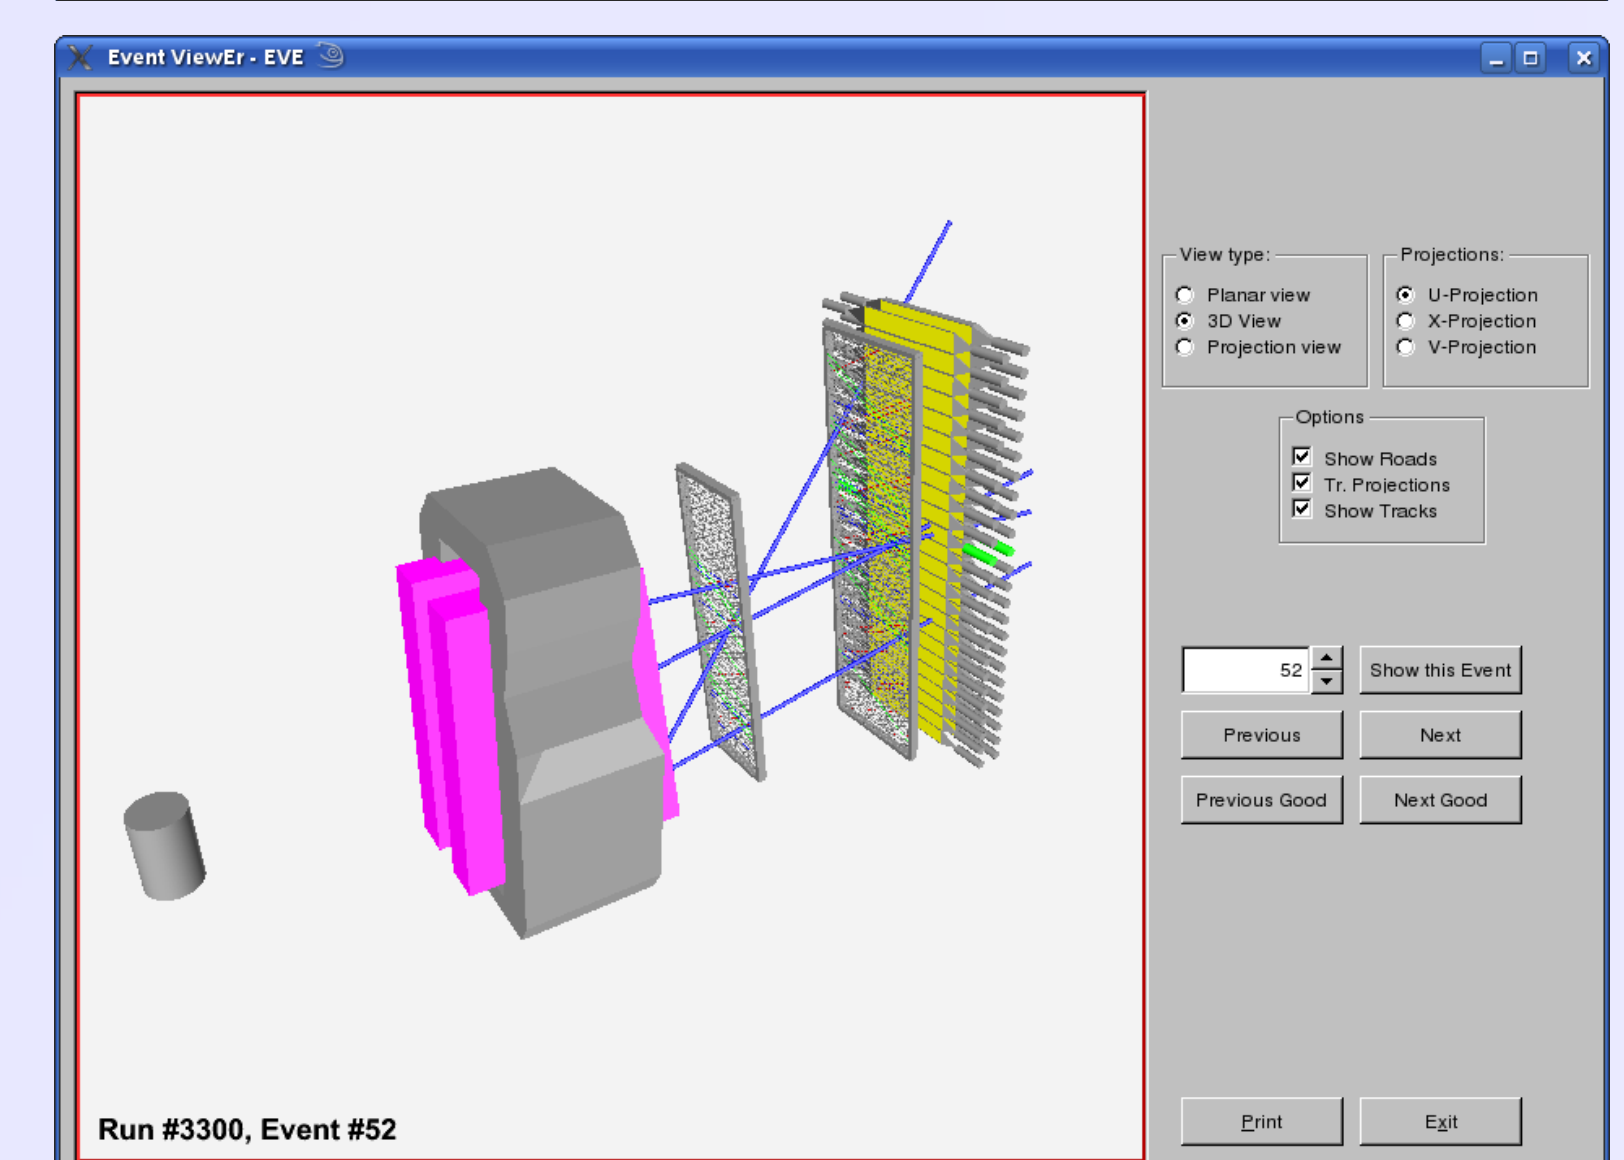 Event ViewEr - EVE
View type:
Planar view
3D View
Projection view
Projections:
U-Projection
X-Projection
V-Projection
Options
Show Roads
Tr. Projections
Show Tracks
52
Show this Event
Previous
Next
Previous Good
Next Good
Print
Exit
Run #3300, Event #52